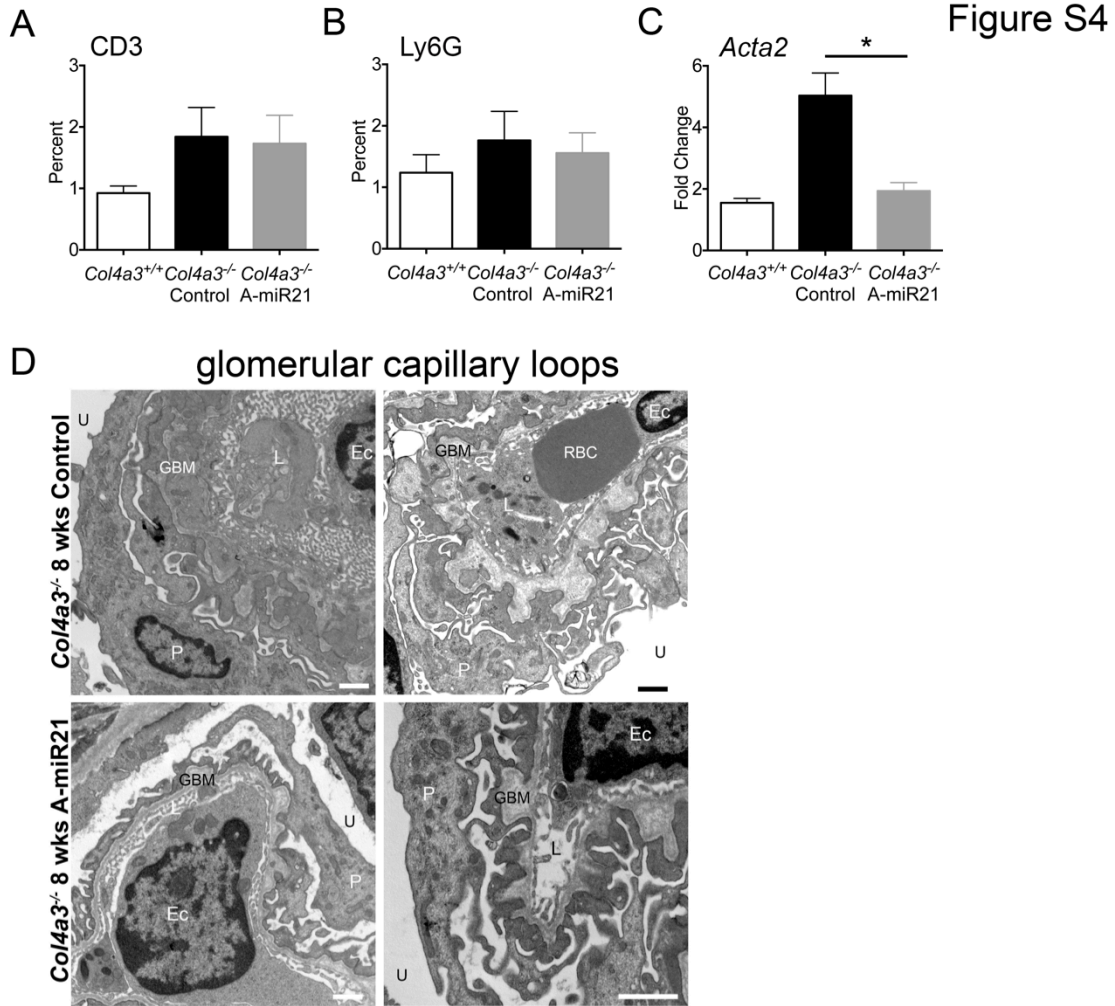 Figure S4
A
CD3
3
2
1
0
Percent
Col4a3+/+ Col4a3-/- Col4a3-/-
Control A-miR21
B
Ly6G
3
2
1
0
Percent
Col4a3+/+ Col4a3-/- Col4a3-/-
Control A-miR21
C
Acta2
*
6
4
2
0
Fold Change
Col4a3+/+ Col4a3-/- Col4a3-/-
Control A-miR21
D
glomerular capillary loops
Col4a3-/- 8 wks Control
U
GBM
L
Ec
P
GBM
RBC
Ec
L
P
U
Col4a3-/- 8 wks A-miR21
GBM
L
U
P
Ec
Ec
P
GBM
L
U